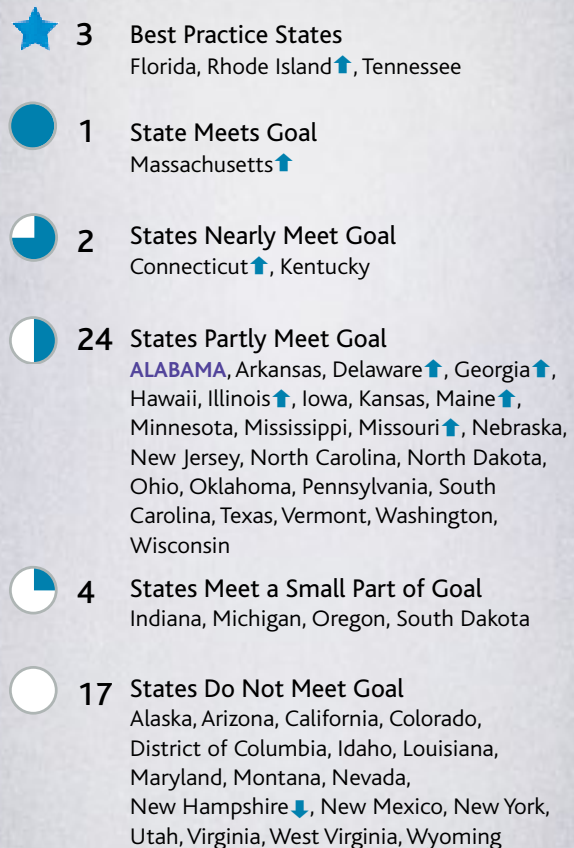 3 Best Practice States
Florida, Rhode Island⬆, Tennessee
1 State Meets Goal
Massachusetts⬆
2 States Nearly Meet Goal
Connecticut⬆, Kentucky
24 States Partly Meet Goal
ALABAMA, Arkansas, Delaware⬆, Georgia⬆,
Hawaii, Illinois⬆, Iowa, Kansas, Maine⬆,
Minnesota, Mississippi, Missouri⬆, Nebraska,
New Jersey, North Carolina, North Dakota,
Ohio, Oklahoma, Pennsylvania, South
Carolina, Texas, Vermont, Washington,
Wisconsin
4 States Meet a Small Part of Goal
Indiana, Michigan, Oregon, South Dakota
17 States Do Not Meet Goal
Alaska, Arizona, California, Colorado,
District of Columbia, Idaho, Louisiana,
Maryland, Montana, Nevada,
New Hampshire⬇, New Mexico, New York,
Utah, Virginia, West Virginia, Wyoming